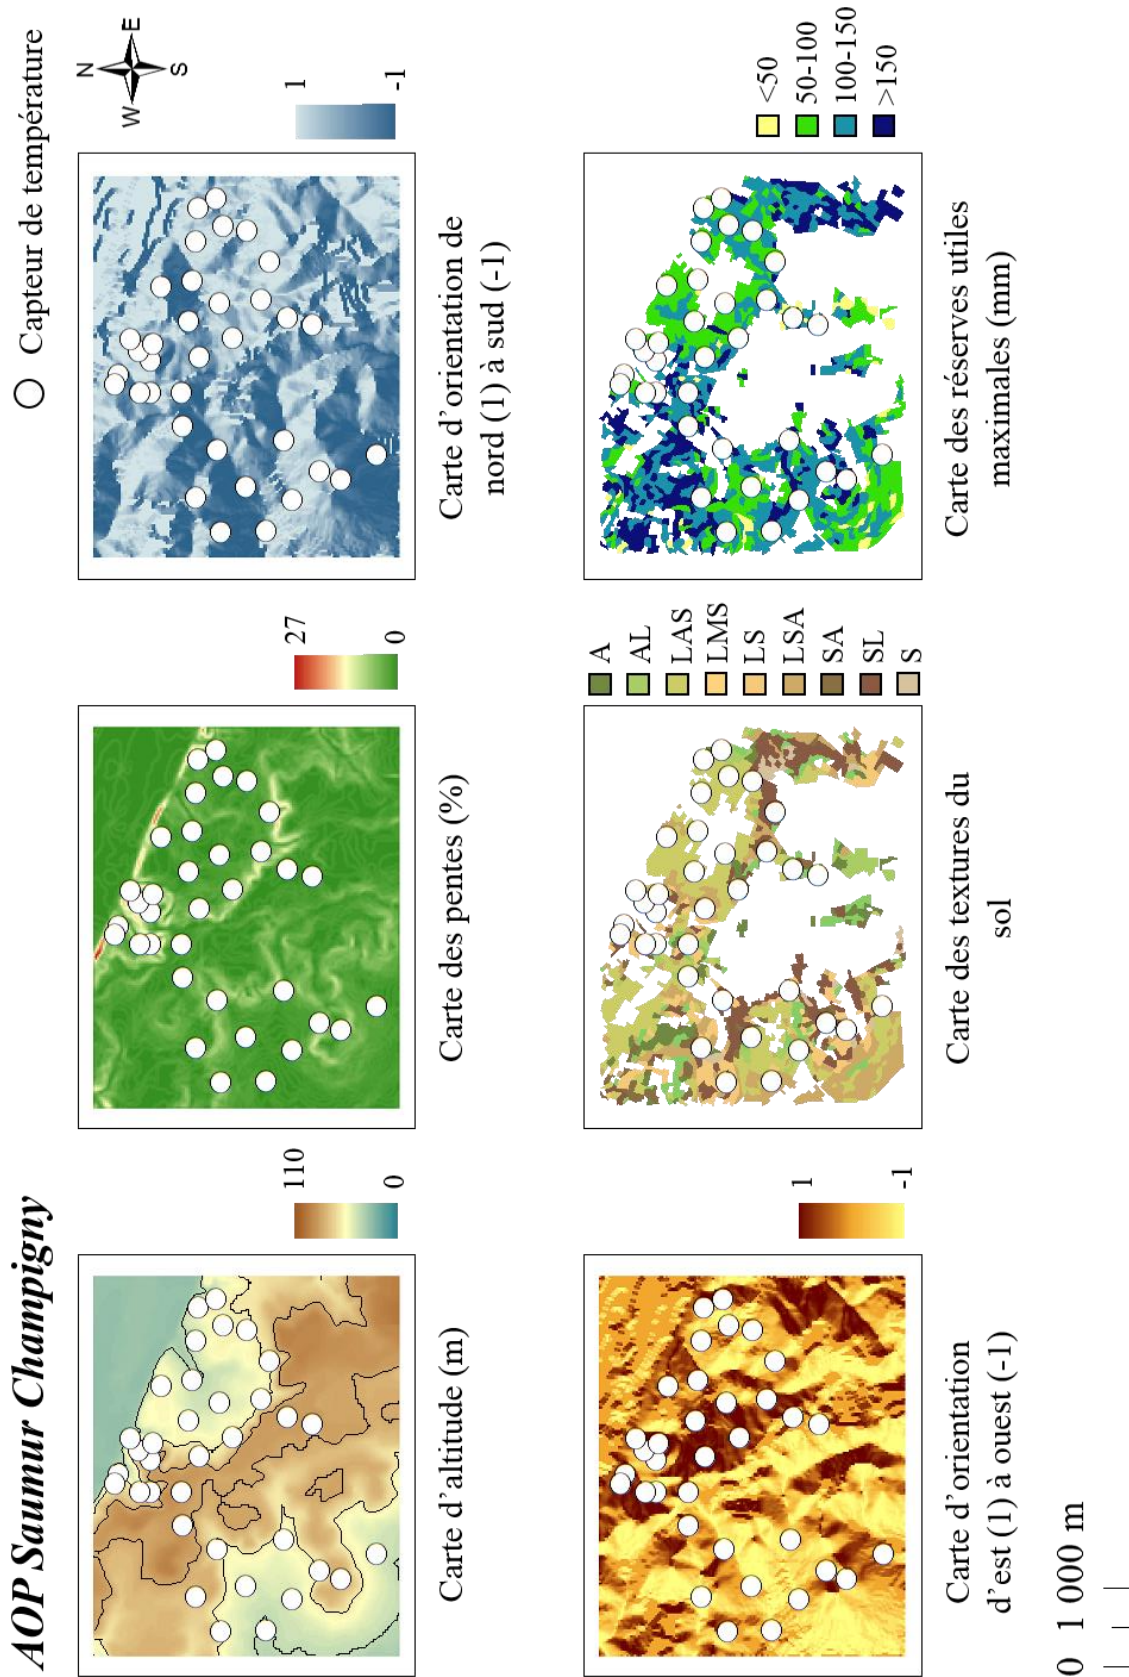 AOP Saumur Champigny
Capteur de température
N
W
E
S
110
0
Carte d'altitude (m)
27
0
Carte des pentes (%)
1
-1
Carte d'orientation de
nord (1) à sud (-1)
1
-1
Carte d'orientation
d'est (1) à ouest (-1)
A
AL
LAS
LMS
LS
LSA
SA
SL
S
Carte des textures du
sol
<50
50-100
100-150
>150
Carte des réserves utiles
maximales (mm)
0 1 000 m